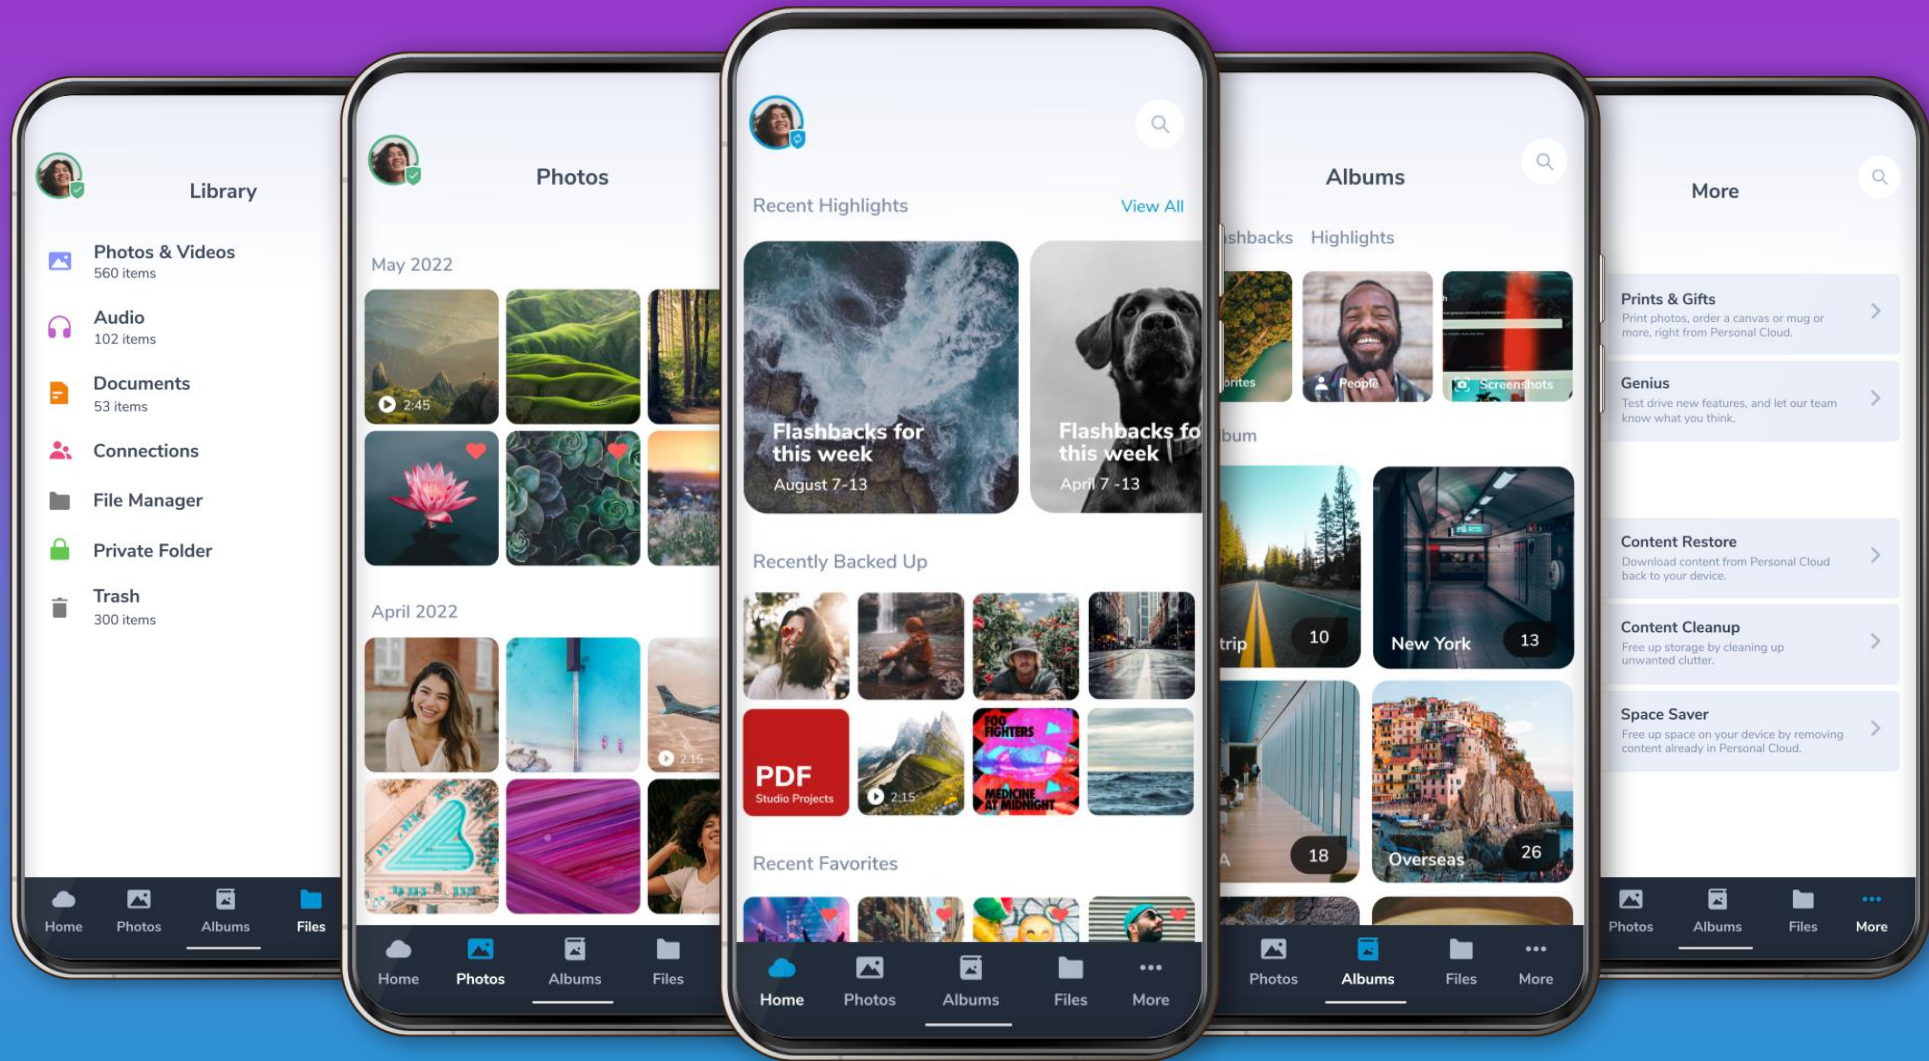 Library
Photos & Videos
560 items
Audio
102 items
Documents
53 items
Connections
File Manager
Private Folder
Trash
300 items
Home
Photos
Albums
Files
Photos
May 2022
2:45
April 2022
2:15
Home
Photos
Albums
Files
Recent Highlights
View All
Flashbacks for
this week
August 7-13
Flashbacks fo
this week
April 7 -13
Recently Backed Up
PDF
Studio Projects
2:15
FOO
FIGHTERS
MEDICINE
AT MIDNIGHT
Recent Favorites
Home
Photos
Albums
Files
More
Albums
shbacks
Highlights
rites
People
Screenshots
bum
trip
10
New York
13
A
18
Overseas
26
Photos
Albums
Files
More
More
Prints & Gifts
Print photos, order a canvas or mug or
more, right from Personal Cloud.
Genius
Test drive new features, and let our team
know what you think.
Content Restore
Download content from Personal Cloud
back to your device.
Content Cleanup
Free up storage by cleaning up
unwanted clutter.
Space Saver
Free up space on your device by removing
content already in Personal Cloud.
Photos
Albums
Files
More